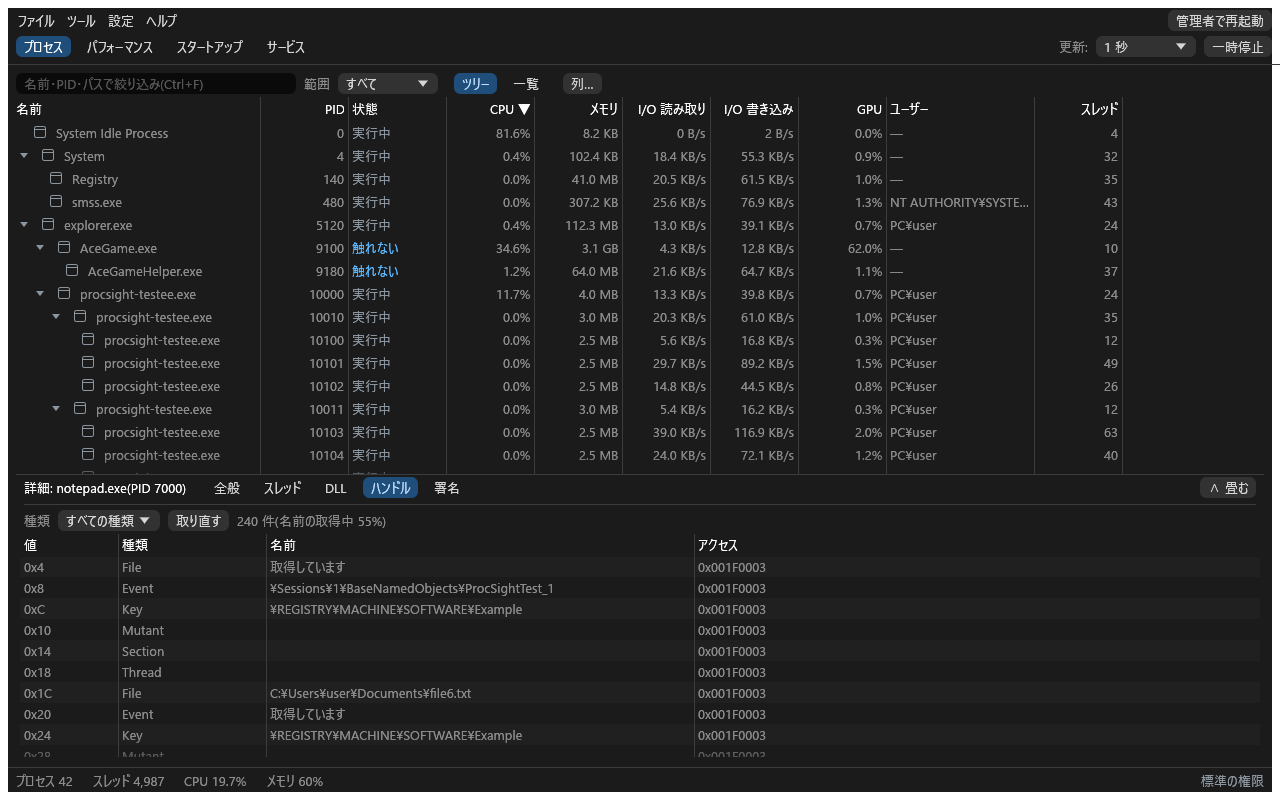 ファイル ツール 設定 ヘルプ 管理者で再起動
プロセス パフォーマンス スタートアップ サービス 更新: 1 秒 ▼ 一時停止
名前・PID・パスで絞り込み(Ctrl+F) 範囲 すべて ▼ ツリー 一覧 列...
名前 PID 状態 CPU ▼ メモリ I/O 読み取り I/O 書き込み GPU ユーザー スレッド
System Idle Process 0 実行中 81.6% 8.2 KB 0 B/s 2 B/s 0.0% — 4
System 4 実行中 0.4% 102.4 KB 18.4 KB/s 55.3 KB/s 0.9% — 32
Registry 140 実行中 0.0% 41.0 MB 20.5 KB/s 61.5 KB/s 1.0% — 35
smss.exe 480 実行中 0.0% 307.2 KB 25.6 KB/s 76.9 KB/s 1.3% NT AUTHORITY¥SYSTE... 43
explorer.exe 5120 実行中 0.4% 112.3 MB 13.0 KB/s 39.1 KB/s 0.7% PC¥user 24
AceGame.exe 9100 触れない 34.6% 3.1 GB 4.3 KB/s 12.8 KB/s 62.0% — 10
AceGameHelper.exe 9180 触れない 1.2% 64.0 MB 21.6 KB/s 64.7 KB/s 1.1% — 37
procsight-testee.exe 10000 実行中 11.7% 4.0 MB 13.3 KB/s 39.8 KB/s 0.7% PC¥user 24
procsight-testee.exe 10010 実行中 0.0% 3.0 MB 20.3 KB/s 61.0 KB/s 1.0% PC¥user 35
procsight-testee.exe 10100 実行中 0.0% 2.5 MB 5.6 KB/s 16.8 KB/s 0.3% PC¥user 12
procsight-testee.exe 10101 実行中 0.0% 2.5 MB 29.7 KB/s 89.2 KB/s 1.5% PC¥user 49
procsight-testee.exe 10102 実行中 0.0% 2.5 MB 14.8 KB/s 44.5 KB/s 0.8% PC¥user 26
procsight-testee.exe 10011 実行中 0.0% 3.0 MB 5.4 KB/s 16.2 KB/s 0.3% PC¥user 12
procsight-testee.exe 10103 実行中 0.0% 2.5 MB 39.0 KB/s 116.9 KB/s 2.0% PC¥user 63
procsight-testee.exe 10104 実行中 0.0% 2.5 MB 24.0 KB/s 72.1 KB/s 1.2% PC¥user 40
詳細: notepad.exe(PID 7000) 全般 スレッド DLL ハンドル 署名 ∧ 畳む
種類 すべての種類 ▼ 取り直す 240 件(名前の取得中 55%)
値 種類 名前 アクセス
0x4 File 取得しています 0x001F0003
0x8 Event ¥Sessions¥1¥BaseNamedObjects¥ProcSightTest_1 0x001F0003
0xC Key ¥REGISTRY¥MACHINE¥SOFTWARE¥Example 0x001F0003
0x10 Mutant 0x001F0003
0x14 Section 0x001F0003
0x18 Thread 0x001F0003
0x1C File C:¥Users¥user¥Documents¥file6.txt 0x001F0003
0x20 Event 取得しています 0x001F0003
0x24 Key ¥REGISTRY¥MACHINE¥SOFTWARE¥Example 0x001F0003
0x28 Mutant 0x001F0003
プロセス 42 スレッド 4,987 CPU 19.7% メモリ 60% 標準の権限